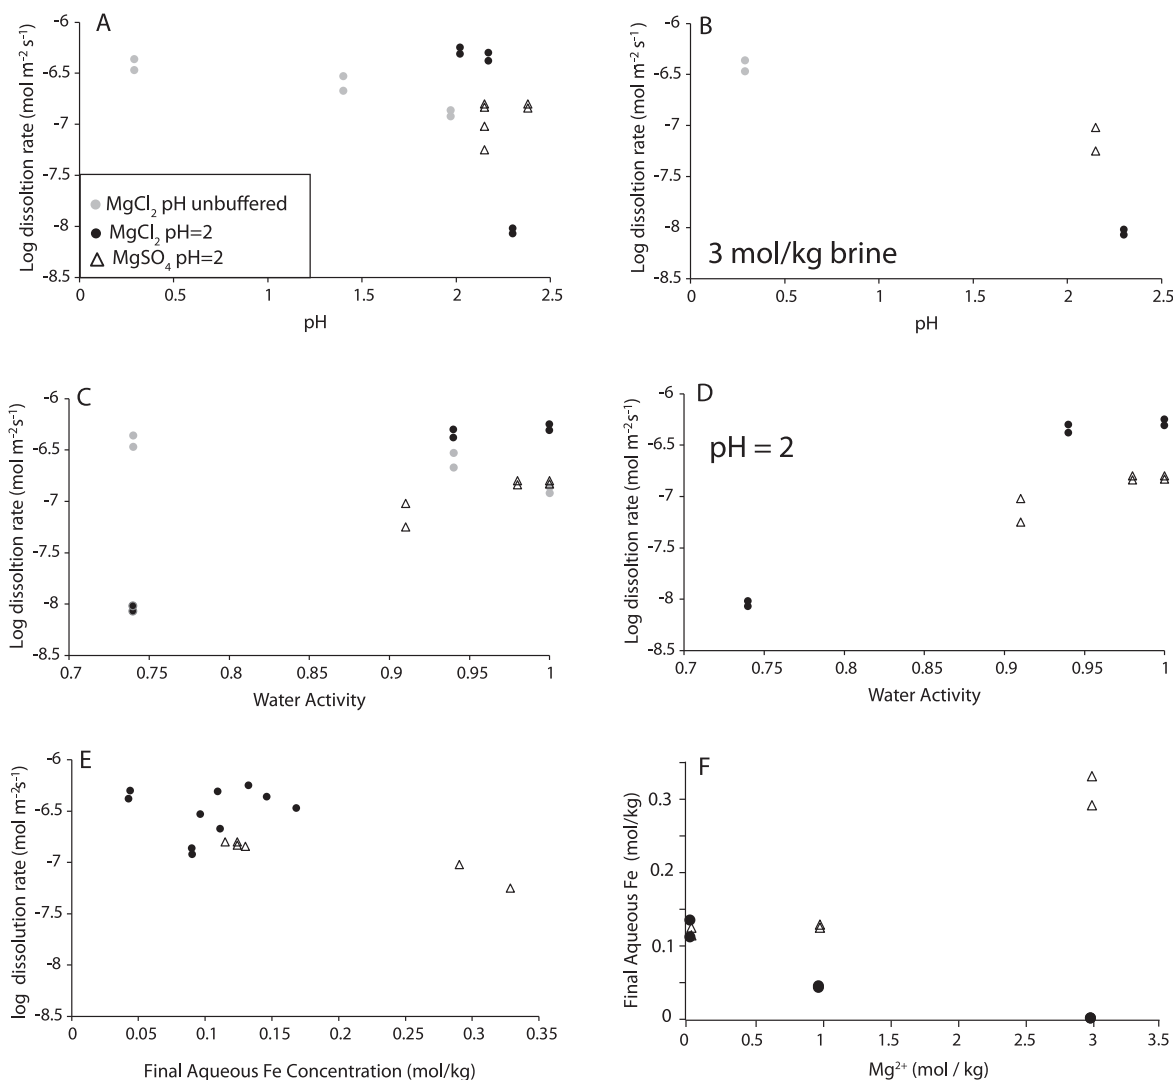 A
Log dissoltion rate (mol m⁻² s⁻¹)
-6
-6.5
-7
-7.5
-8
-8.5
MgCl₂ pH unbuffered
MgCl₂ pH=2
MgSO₄ pH=2
0 0.5 1 1.5 2 2.5
pH
B
Log dissoltion rate (mol m⁻² s⁻¹)
-6
-6.5
-7
-7.5
-8
-8.5
3 mol/kg brine
0 0.5 1 1.5 2 2.5
pH
C
Log dissoltion rate (mol m⁻²s⁻¹)
-6
-6.5
-7
-7.5
-8
-8.5
0.7 0.75 0.8 0.85 0.9 0.95 1
Water Activity
D
Log dissoltion rate (mol m⁻²s⁻¹)
-6
-6.5
-7
-7.5
-8
-8.5
pH = 2
0.7 0.75 0.8 0.85 0.9 0.95 1
Water Activity
E
log dissolution rate (mol m⁻²s⁻¹)
-6
-6.5
-7
-7.5
-8
-8.5
0 0.05 0.1 0.15 0.2 0.25 0.3 0.35
Final Aqueous Fe Concentration (mol/kg)
F
Final Aqueous Fe (mol/kg)
0.3
0.2
0.1
0
0 0.5 1 1.5 2 2.5 3 3.5
Mg²⁺ (mol / kg)